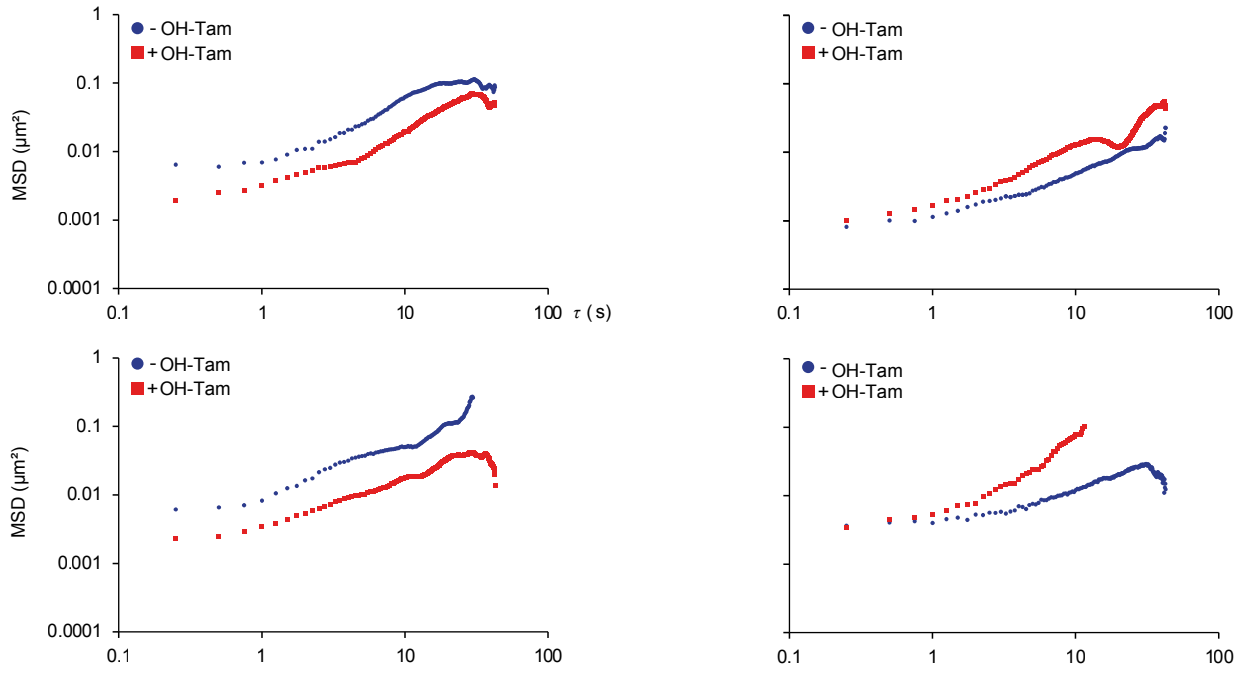 1
- OH-Tam
+ OH-Tam
0.1
MSD (µm²)
0.01
0.001
0.0001
0.1
1
10
100
τ ( s)
- OH-Tam
+ OH-Tam
0.1
1
10
100
1
- OH-Tam
+ OH-Tam
0.1
MSD (µm²)
0.01
0.001
0.0001
0.1
1
10
100
- OH-Tam
+ OH-Tam
0.1
1
10
100